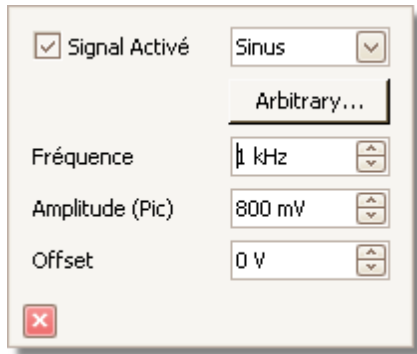 Signal Activé Sinus
Arbitrary...
Fréquence 1 kHz
Amplitude (Pic) 800 mV
Offset 0 V